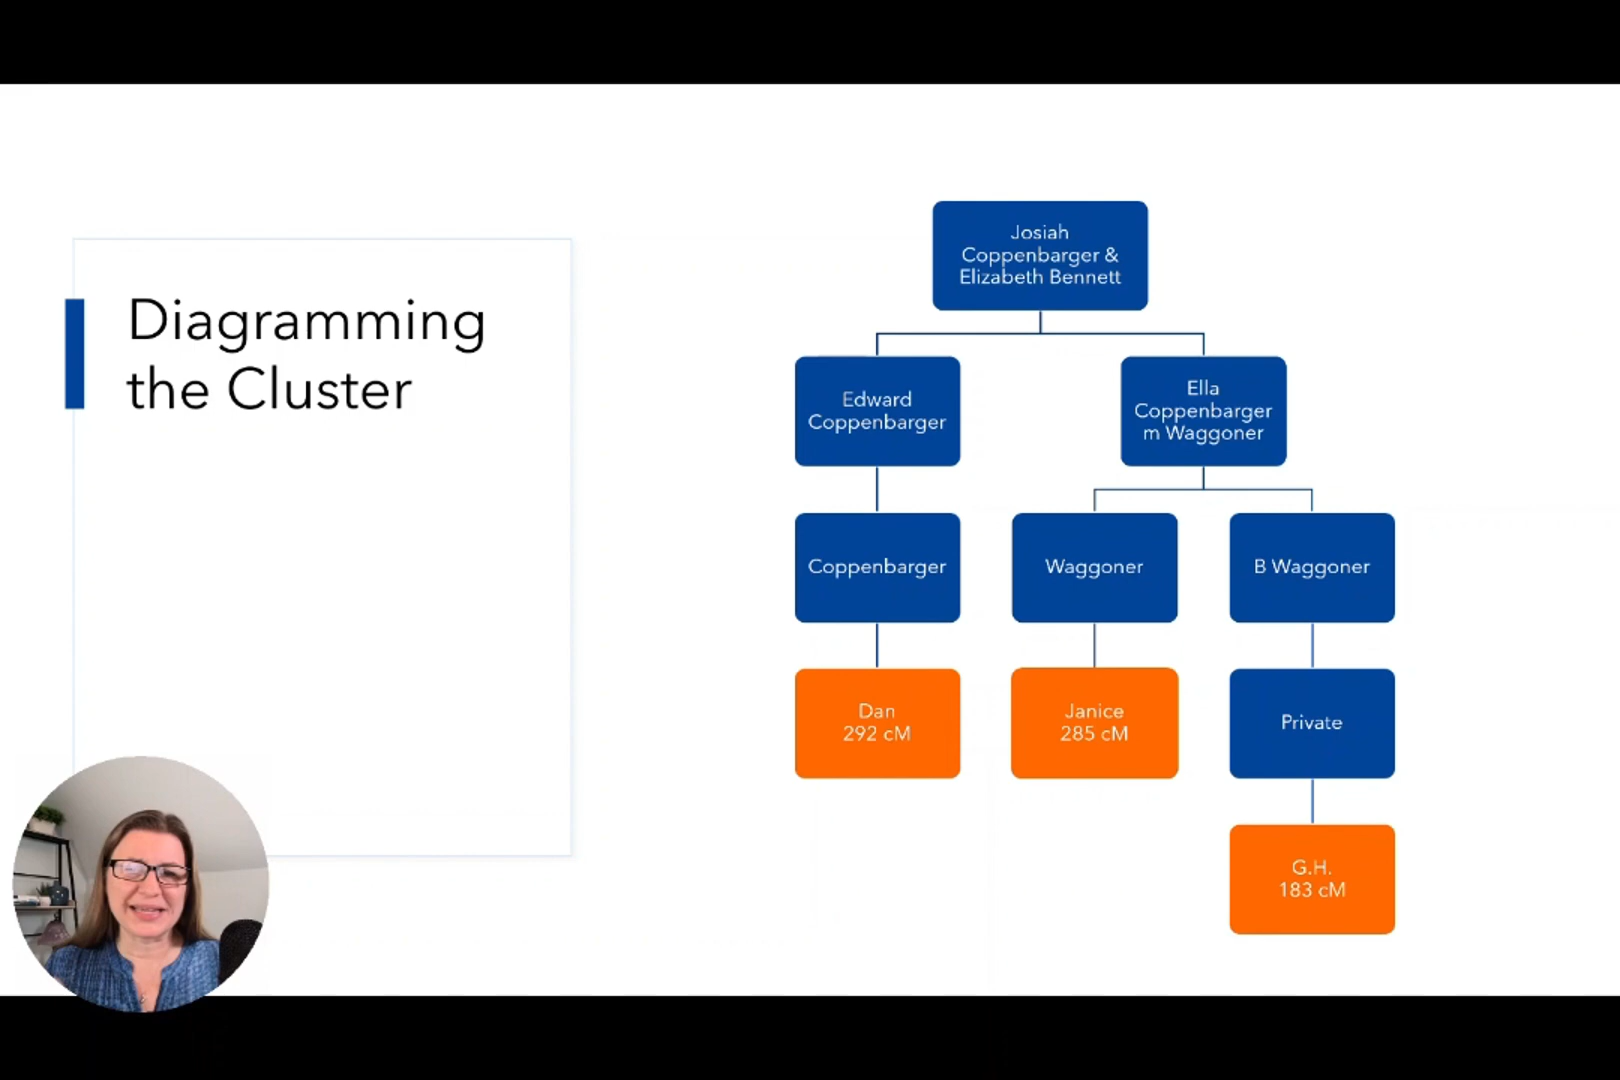 Diagramming
the Cluster
Josiah
Coppenbarger &
Elizabeth Bennett
Edward
Coppenbarger
Ella
Coppenbarger
m Waggoner
Coppenbarger
Waggoner
B Waggoner
Dan
292 cM
Janice
285 cM
Private
G.H.
183 cM